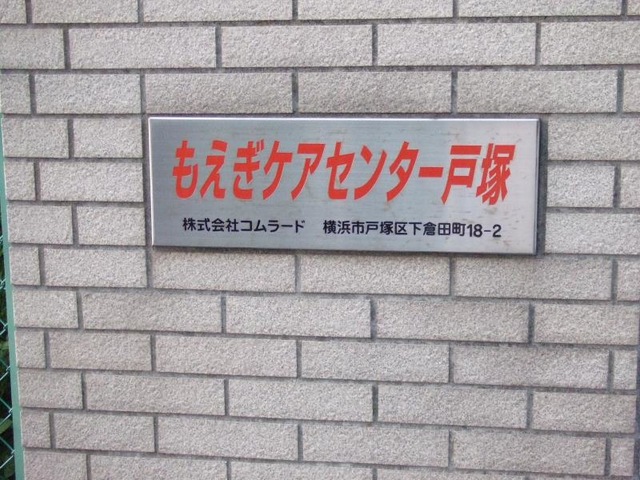 もえぎケアセンター戸塚
株式会社コムラード　横浜市戸塚区下倉田町18-2